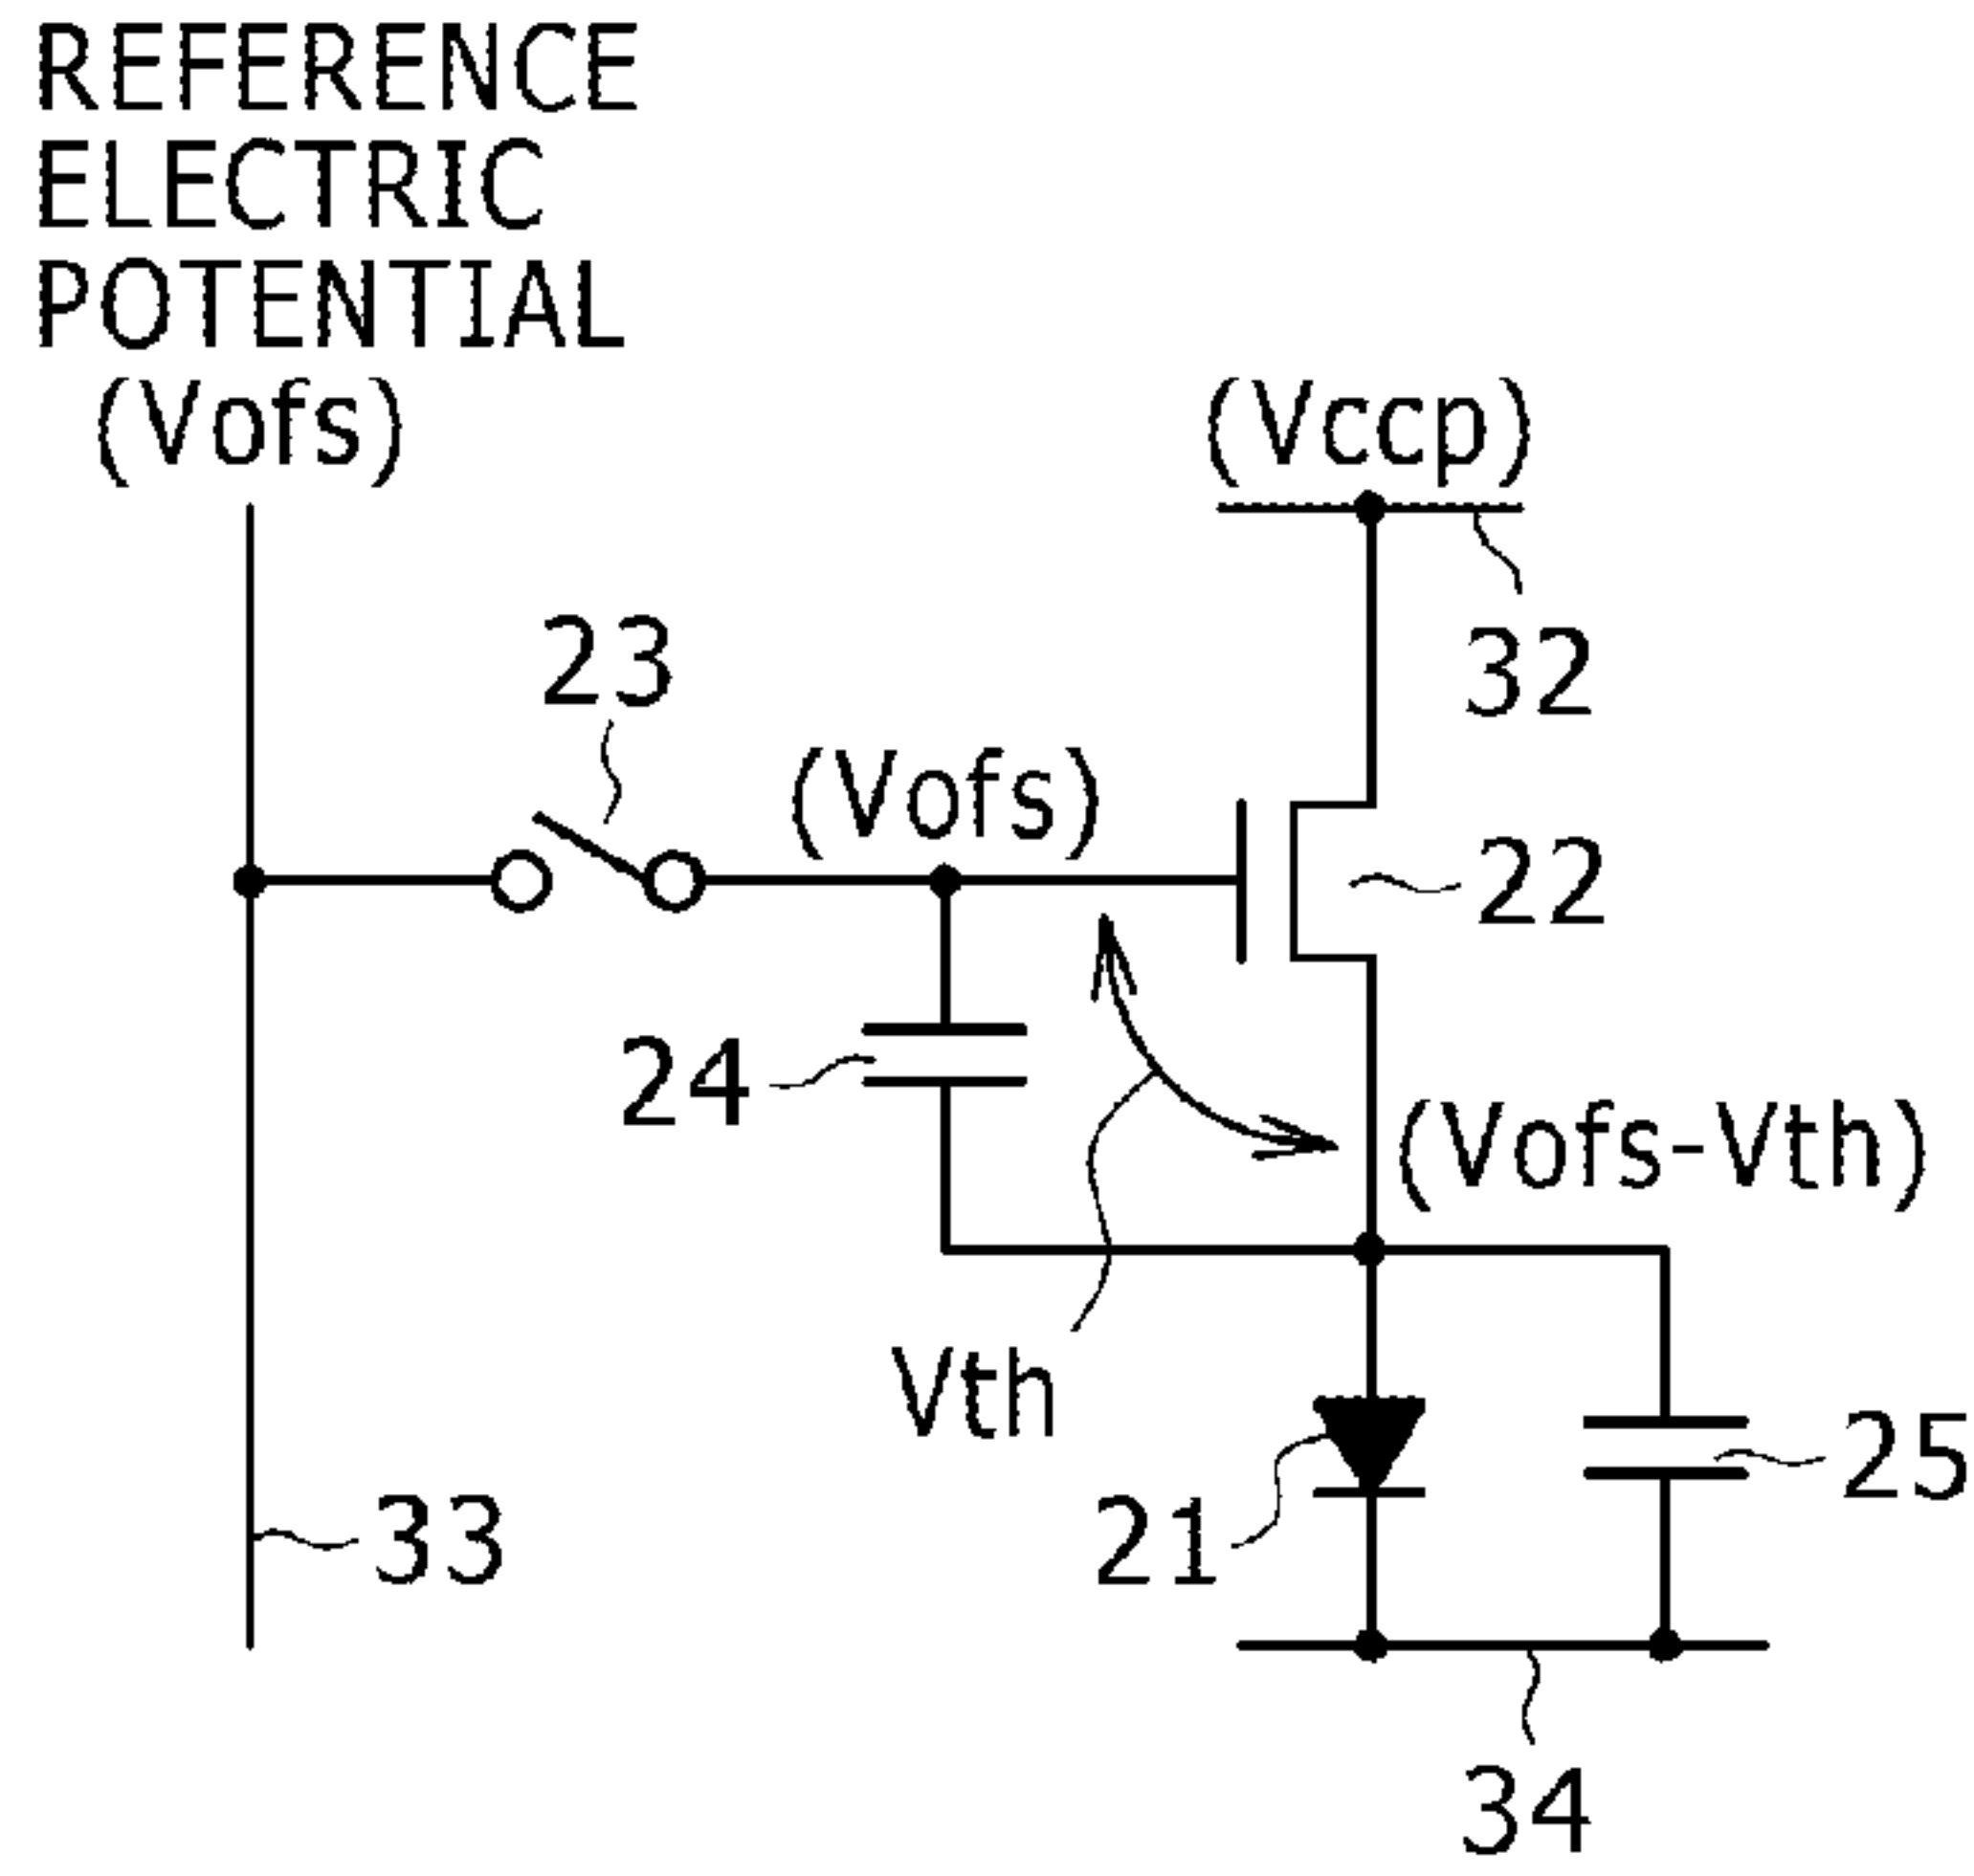 REFERENCE
ELECTRIC
POTENTIAL
(Vofs)
(Vccp)
32
23
(Vofs)
22
24
(Vofs-Vth)
Vth
21
25
33
34